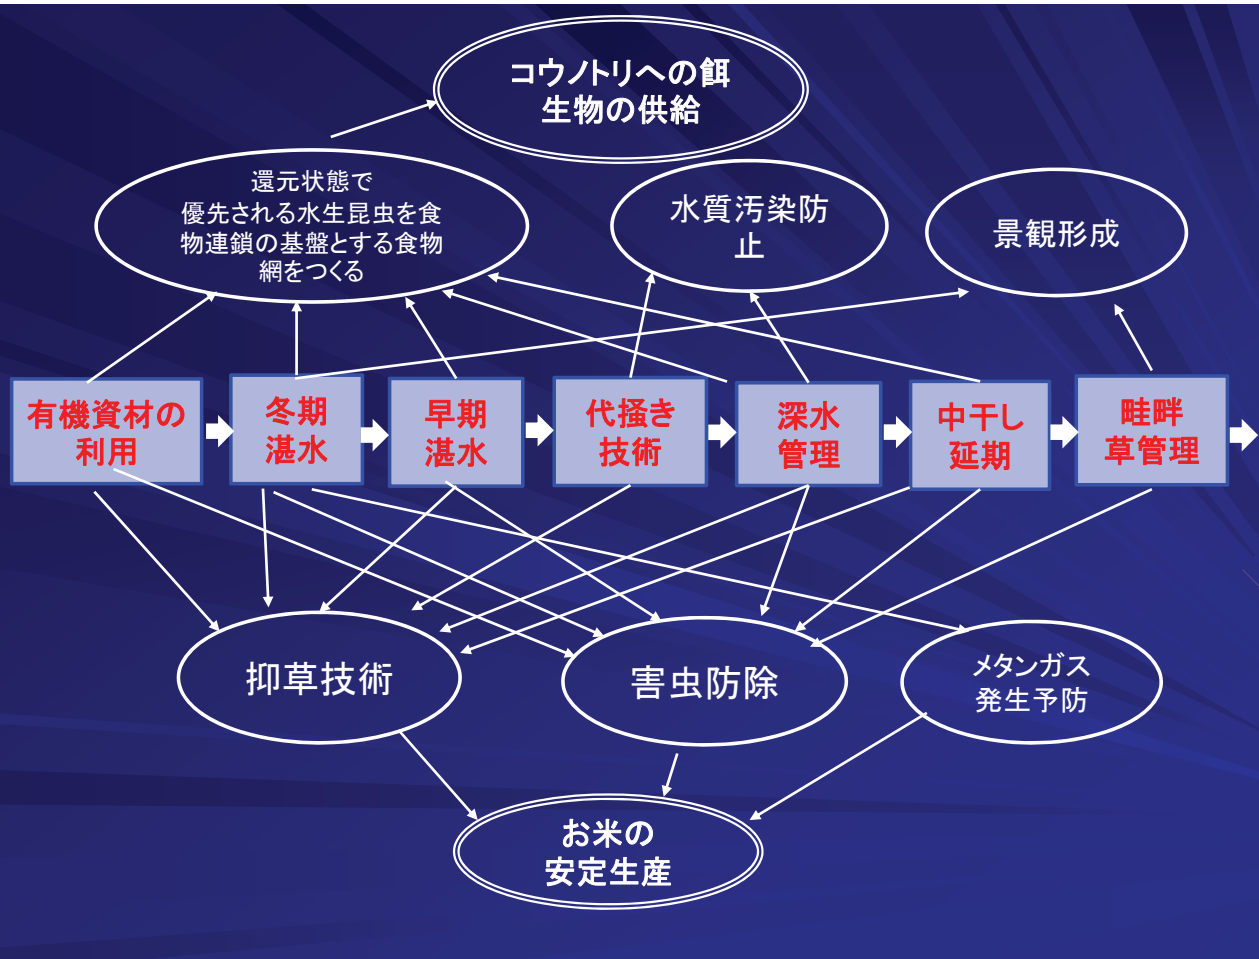 コウノトリへの餌
生物の供給
還元状態で
優先される水生昆虫を食
物連鎖の基盤とする食物
網をつくる
水質汚染防
止
景観形成
有機資材の
利用
冬期
湛水
早期
湛水
代掻き
技術
深水
管理
中干し
延期
畦畔
草管理
抑草技術
害虫防除
メタンガス
発生予防
お米の
安定生産